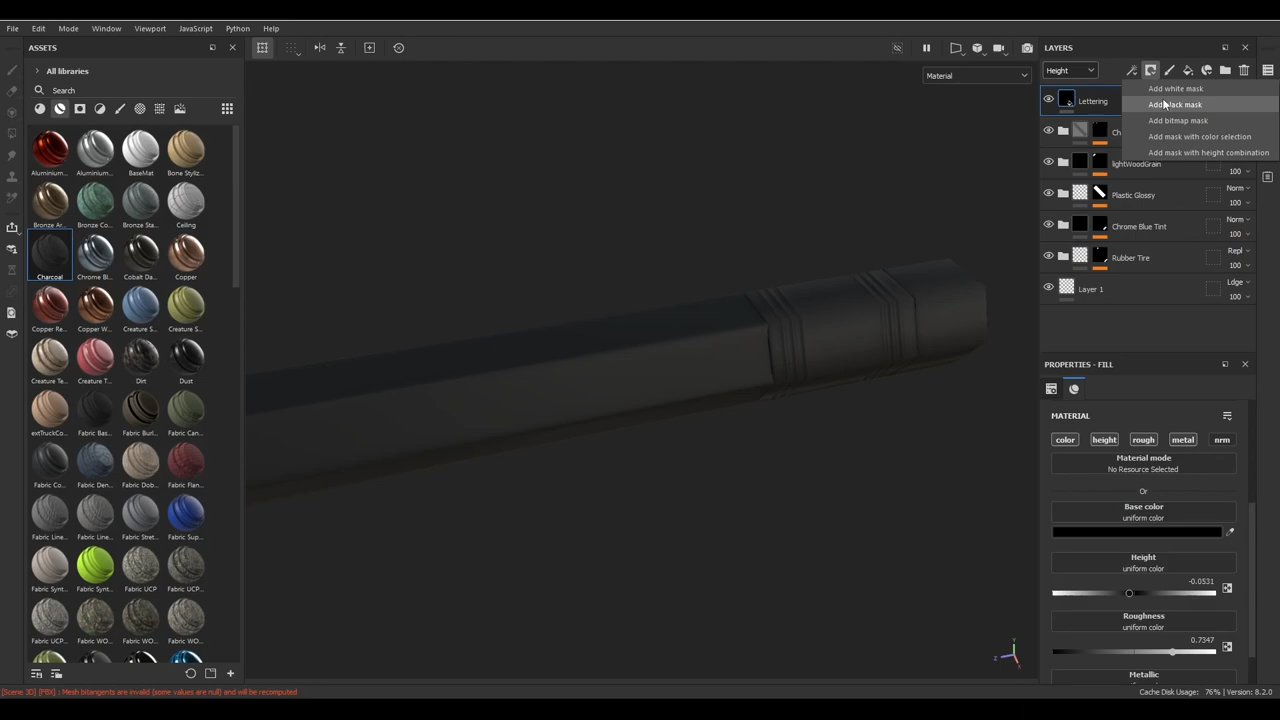 File Edit Mode Window Viewport JavaScript Python Help
ASSETS
All libraries
Search
Aluminium... Aluminium... BaseMat Bone Styliz...
Bronze Ar... Bronze Co... Bronze Sta... Ceiling
Charcoal Chrome Bl... Cobalt Da... Copper
Copper Re... Copper W... Creature S... Creature S...
Creature Te... Creature T... Dirt Dust
extTruckCo... Fabric Bas... Fabric Burl... Fabric Can...
Fabric Co... Fabric Den... Fabric Dob... Fabric Flan...
Fabric Line... Fabric Line... Fabric Stret... Fabric Sup...
Fabric Synt... Fabric Synt... Fabric UCP Fabric UCP...
Fabric UCP... Fabric WO... Fabric WO... Fabric WO...
Material
Y
Z
X
LAYERS
Height
Add white mask
Lettering
Add black mask
Add bitmap mask
Ch
Add mask with color selection
Add mask with height combination
lightWoodGrain
100
Norm
Plastic Glossy
100
Norm
Chrome Blue Tint
100
Repl
Rubber Tire
100
Ldge
Layer 1
100
PROPERTIES - FILL
MATERIAL
color height rough metal nrm
Material mode
No Resource Selected
Or
Base color
uniform color
Height
uniform color
-0.0531
Roughness
uniform color
0.7347
Metallic
[Scene 3D] [FBX] : Mesh bitangents are invalid (some values are null) and will be recomputed
Cache Disk Usage: 76% | Version: 8.2.0